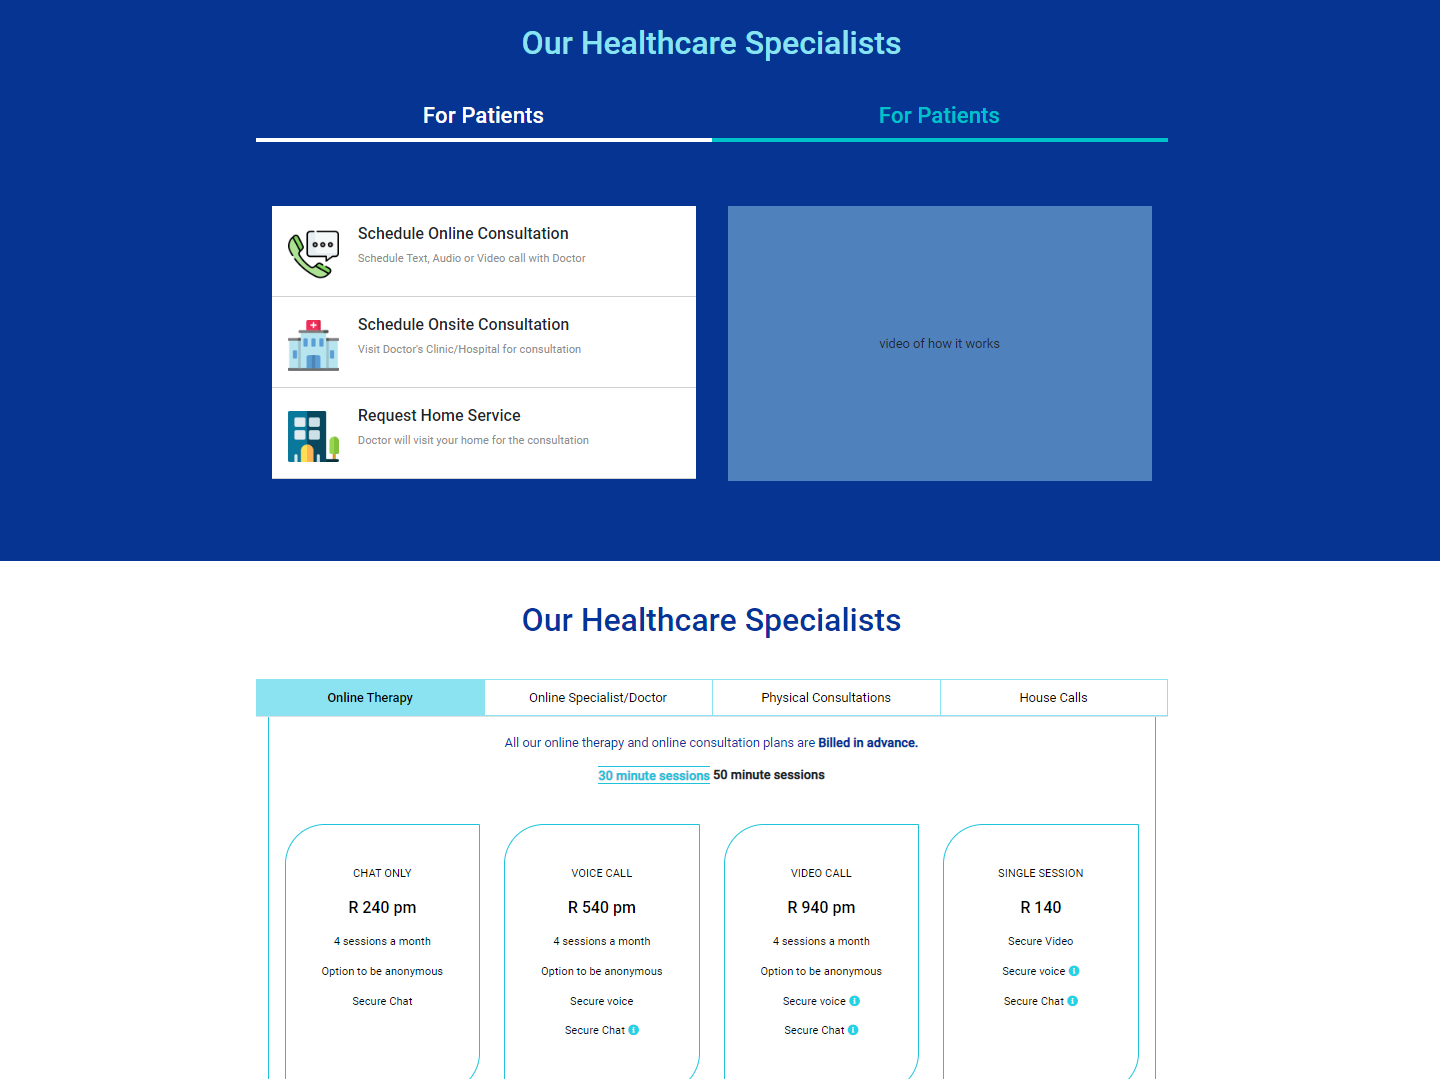 Our Healthcare Specialists
For Patients
For Patients
Schedule Online Consultation
Schedule Text, Audio or Video call with Doctor
Schedule Onsite Consultation
Visit Doctor's Clinic/Hospital for consultation
Request Home Service
Doctor will visit your home for the consultation
video of how it works
Our Healthcare Specialists
Online Therapy
Online Specialist/Doctor
Physical Consultations
House Calls
All our online therapy and online consultation plans are Billed in advance.
30 minute sessions 50 minute sessions
CHAT ONLY
R 240 pm
4 sessions a month
Option to be anonymous
Secure Chat
VOICE CALL
R 540 pm
4 sessions a month
Option to be anonymous
Secure voice
Secure Chat
VIDEO CALL
R 940 pm
4 sessions a month
Option to be anonymous
Secure voice
Secure Chat
SINGLE SESSION
R 140
Secure Video
Secure voice
Secure Chat